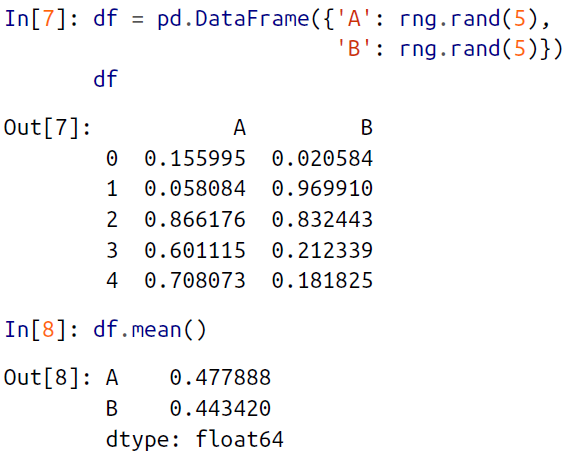 In[7]: df = pd.DataFrame({'A': rng.rand(5),
                          'B': rng.rand(5)})
       df
Out[7]:           A         B
        0  0.155995  0.020584
        1  0.058084  0.969910
        2  0.866176  0.832443
        3  0.601115  0.212339
        4  0.708073  0.181825
In[8]: df.mean()
Out[8]: A    0.477888
        B    0.443420
        dtype: float64